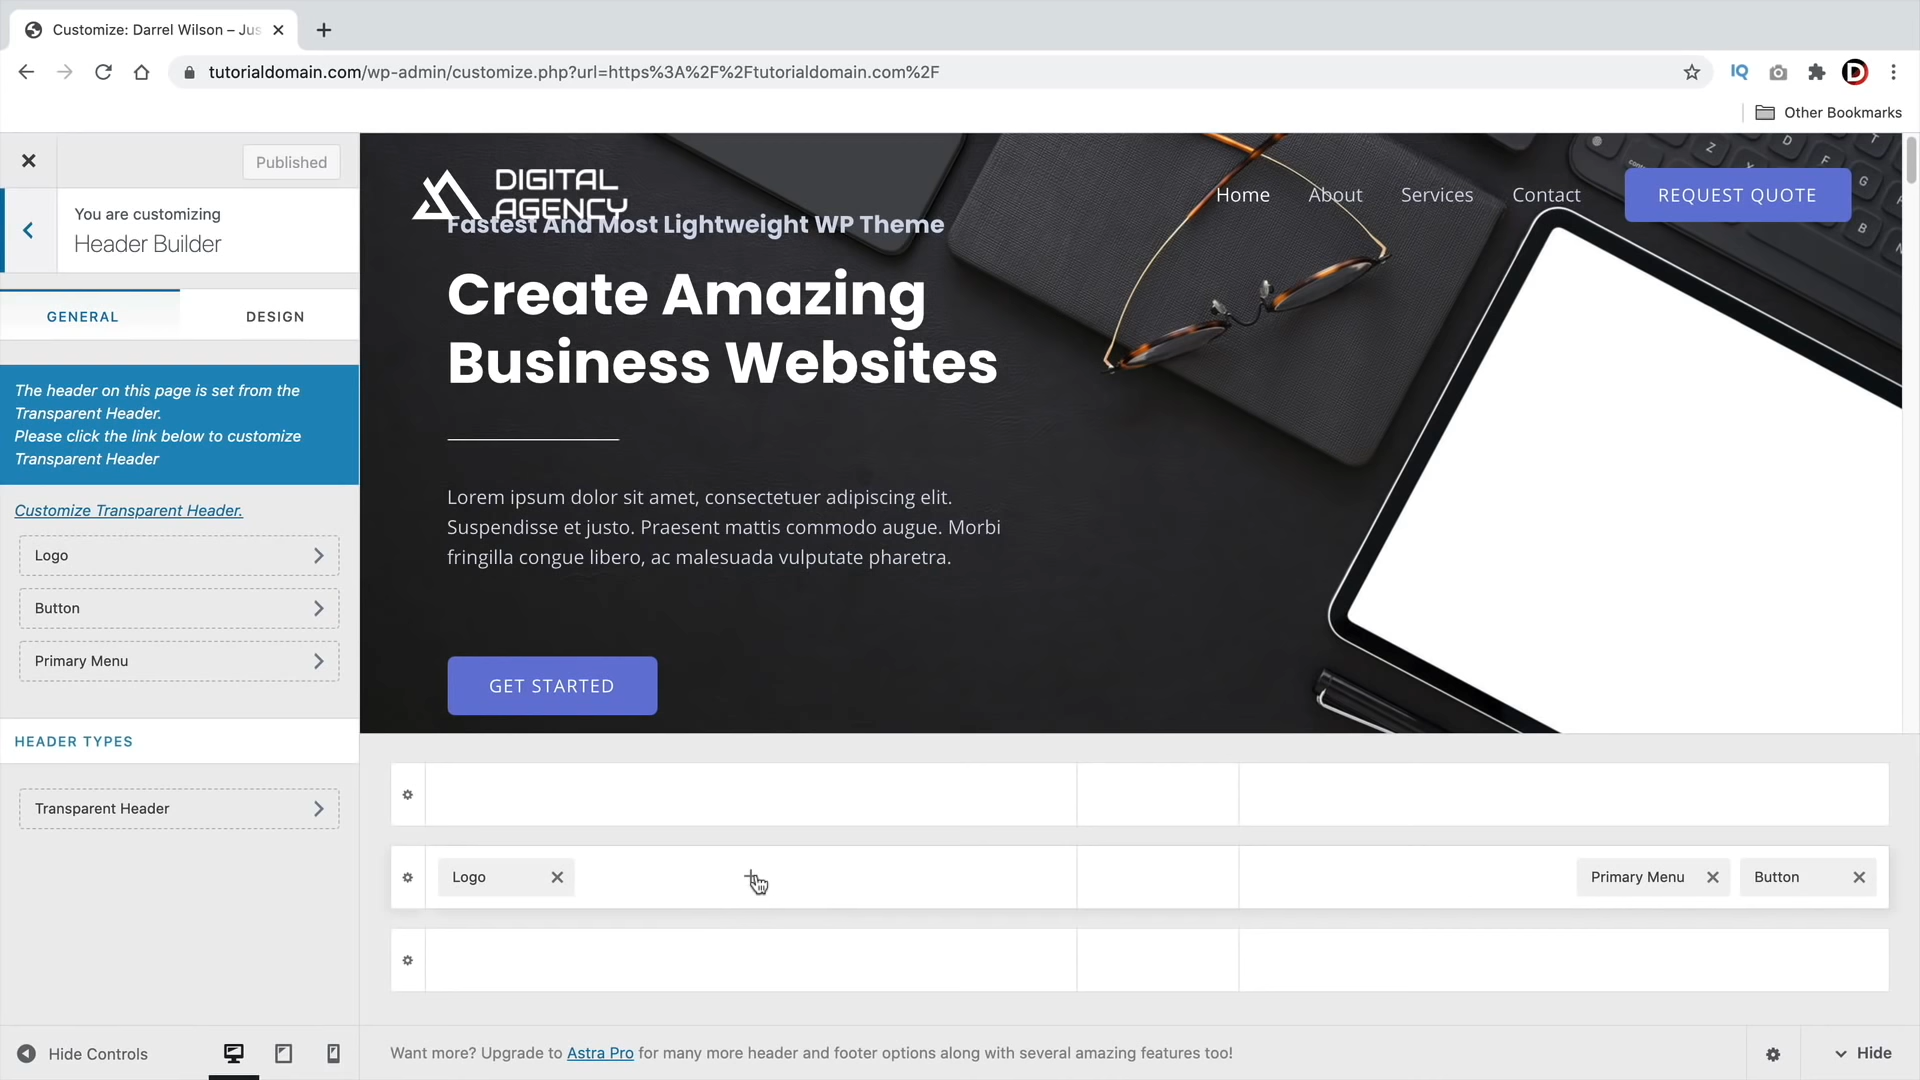 Customize: Darrel Wilson – Jus
tutorialdomain.com/wp-admin/customize.php?url=https%3A%2F%2Ftutorialdomain.com%2F
IQ
D
Other Bookmarks
Published
You are customizing
Header Builder
GENERAL
DESIGN
The header on this page is set from the
Transparent Header.
Please click the link below to customize
Transparent Header
Customize Transparent Header.
Logo
Button
Primary Menu
HEADER TYPES
Transparent Header
DIGITAL
AGENCY
Home
About
Services
Contact
REQUEST QUOTE
Fastest And Most Lightweight WP Theme
Create Amazing
Business Websites
Lorem ipsum dolor sit amet, consectetuer adipiscing elit.
Suspendisse et justo. Praesent mattis commodo augue. Morbi
fringilla congue libero, ac malesuada vulputate pharetra.
GET STARTED
Logo
Primary Menu
Button
Hide Controls
Want more? Upgrade to Astra Pro for many more header and footer options along with several amazing features too!
Hide